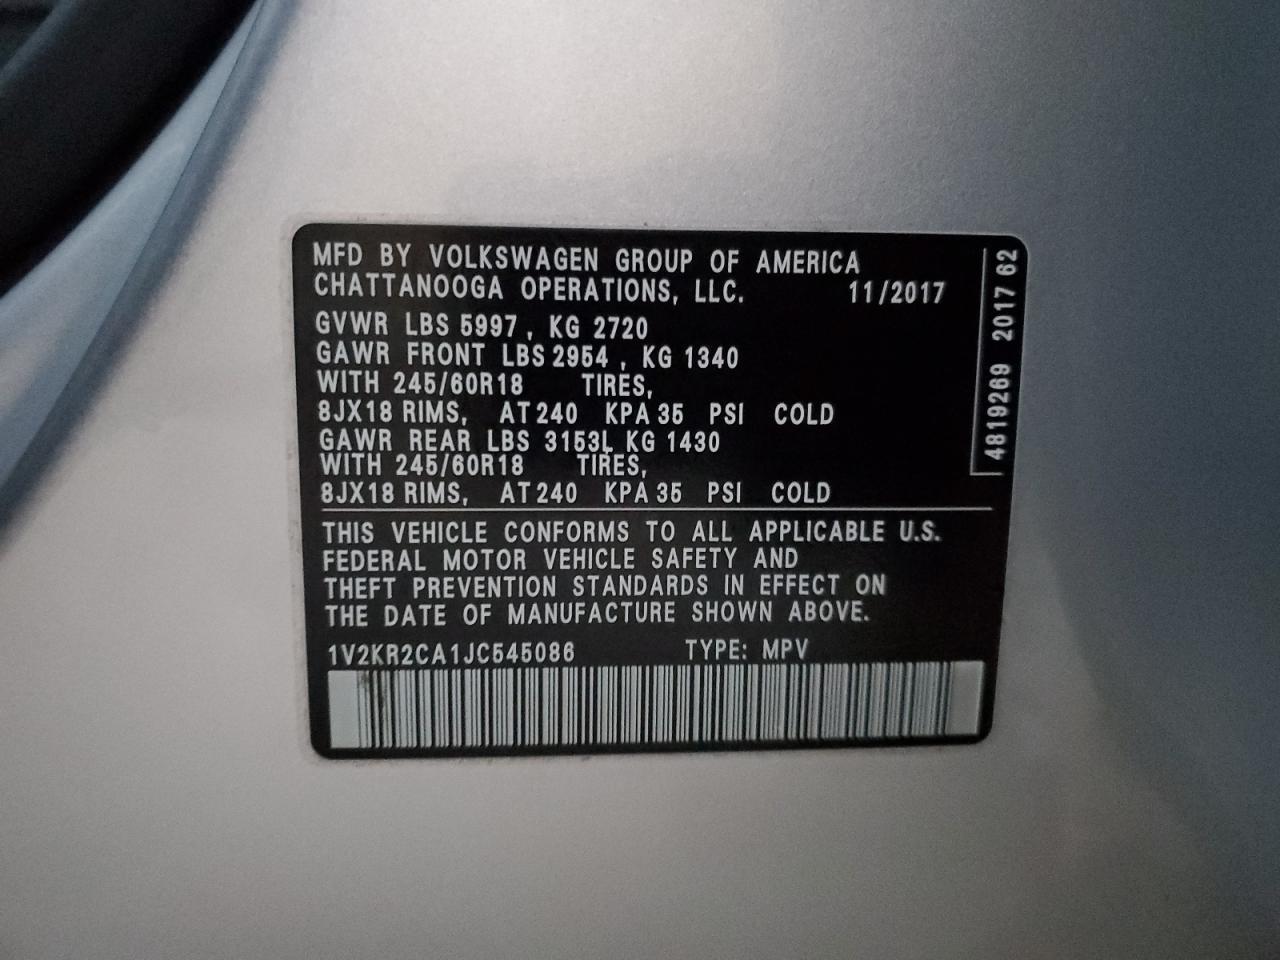 MFD BY VOLKSWAGEN GROUP OF AMERICA
CHATTANOOGA OPERATIONS, LLC. 11/2017
GVWR LBS 5997, KG 2720
GAWR FRONT LBS 2954, KG 1340
WITH 245/60R18 TIRES,
8JX18 RIMS, AT 240 KPA 35 PSI COLD
GAWR REAR LBS 3153, KG 1430
WITH 245/60R18 TIRES,
8JX18 RIMS, AT 240 KPA 35 PSI COLD
THIS VEHICLE CONFORMS TO ALL APPLICABLE U.S.
FEDERAL MOTOR VEHICLE SAFETY AND
THEFT PREVENTION STANDARDS IN EFFECT ON
THE DATE OF MANUFACTURE SHOWN ABOVE.
1V2KR2CA1JC545086 TYPE: MPV
4819269 2017 62